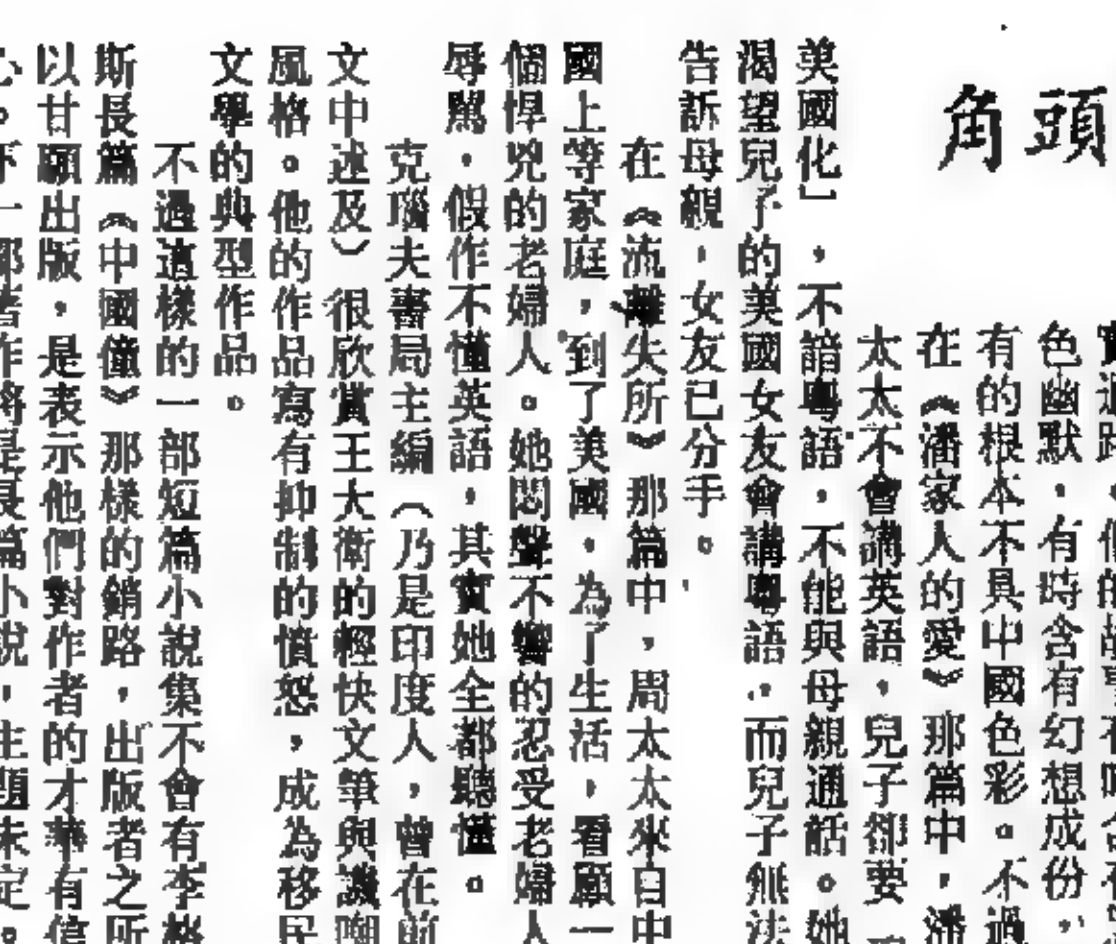 頭角
色幽默,有時含有幻想成份,
有的根本不具中國色彩。不過
在《潘家人的愛》那篇中,潘
太太不會講英語,兒子卻要
美國化」,不諳粵語,不能與母親通話。她
渴望兒子的美國女友會講粵語,而兒子無法
告訴母親,女友已分手。
在《流離失所》那篇中,周太太來自中
國上等家庭,到了美國,為了生活,看顧一
個悍兇的老婦人。她悶聲不響的忍受老婦人
辱罵,假作不懂英語,其實她全都聽懂。
克瑙夫書局主編(乃是印度人,曾在前
文中述及)很欣賞王大衛的輕快文筆與譏嘲
風格。他的作品寫有抑制的憤怒,成為移民
文學的典型作品。
不過這樣的一部短篇小說集不會有李格
斯長篇《中國僮》那樣的銷路,出版者之所
以甘願出版,是表示他們對作者的才華有信
心。下一部著作將是長篇小說,主題未定。